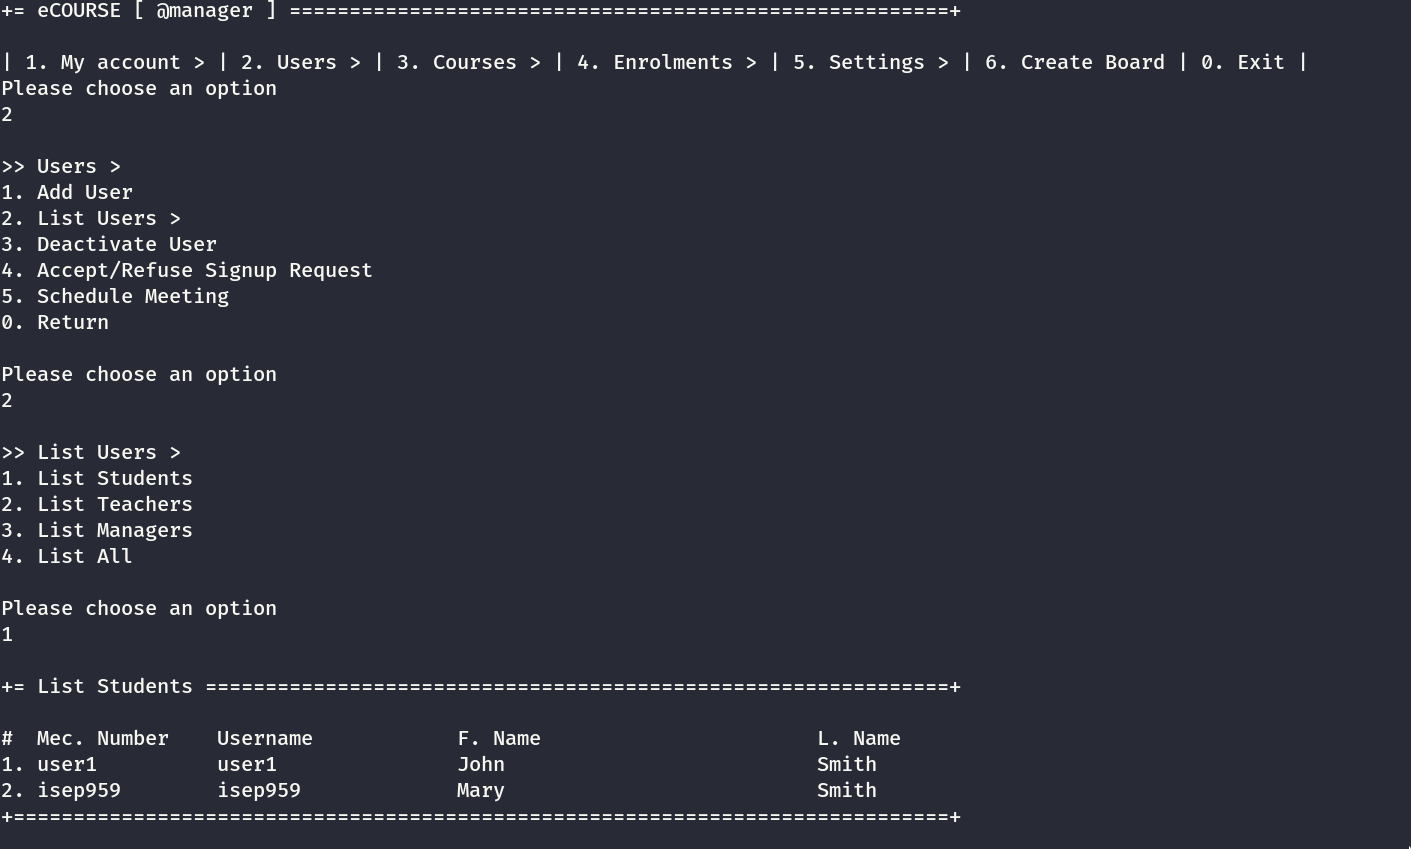 += eCOURSE [ @manager ] =======================================================+
| 1. My account > | 2. Users > | 3. Courses > | 4. Enrolments > | 5. Settings > | 6. Create Board | 0. Exit |
Please choose an option
2
>> Users >
1. Add User
2. List Users >
3. Deactivate User
4. Accept/Refuse Signup Request
5. Schedule Meeting
0. Return
Please choose an option
2
>> List Users >
1. List Students
2. List Teachers
3. List Managers
4. List All
Please choose an option
1
+= List Students ==============================================================+
#  Mec. Number    Username            F. Name                       L. Name
1. user1          user1               John                          Smith
2. isep959        isep959             Mary                          Smith
+==============================================================================+